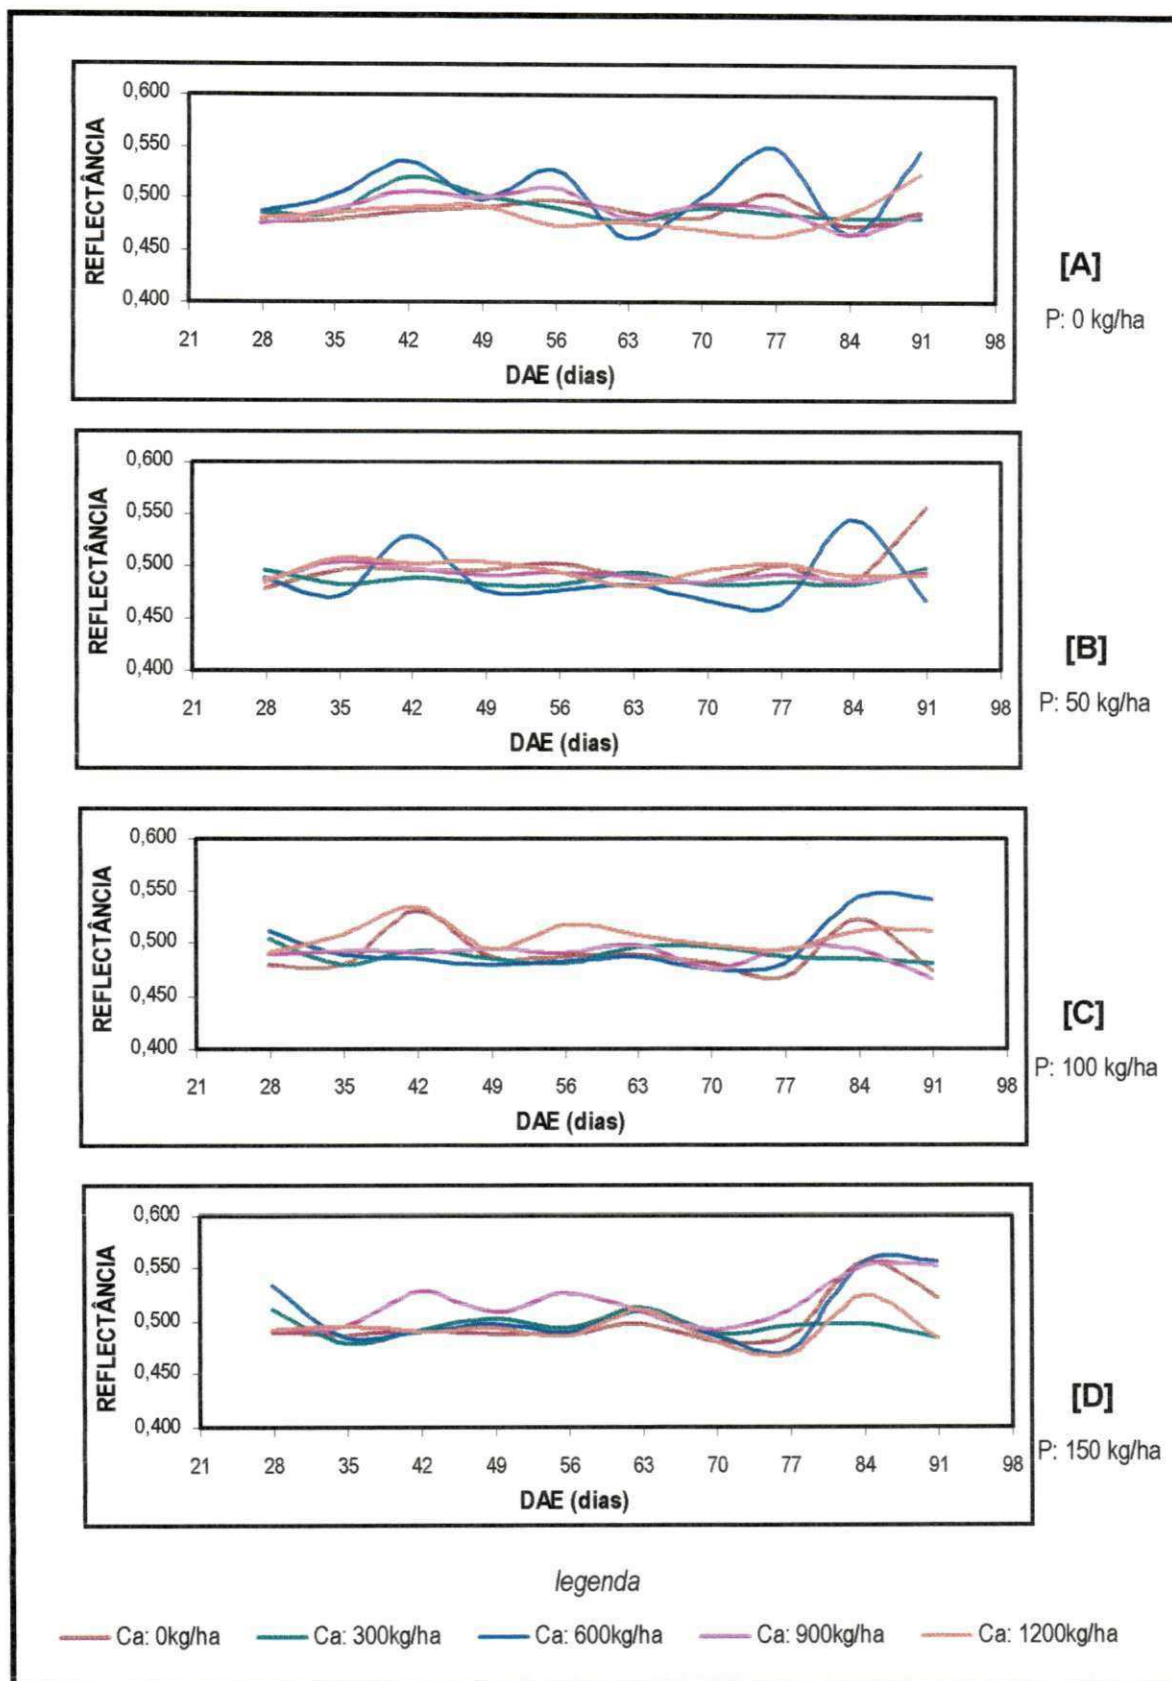 0,600
0,550
0,500
0,450
0,400
REFLECTÂNCIA
21 28 35 42 49 56 63 70 77 84 91 98
DAE (dias)
[A]
P: 0 kg/ha
0,600
0,550
0,500
0,450
0,400
REFLECTÂNCIA
21 28 35 42 49 56 63 70 77 84 91 98
DAE (dias)
[B]
P: 50 kg/ha
0,600
0,550
0,500
0,450
0,400
REFLECTÂNCIA
21 28 35 42 49 56 63 70 77 84 91 98
DAE (dias)
[C]
P: 100 kg/ha
0,600
0,550
0,500
0,450
0,400
REFLECTÂNCIA
21 28 35 42 49 56 63 70 77 84 91 98
DAE (dias)
[D]
P: 150 kg/ha
legenda
Ca: 0kg/ha Ca: 300kg/ha Ca: 600kg/ha Ca: 900kg/ha Ca: 1200kg/ha